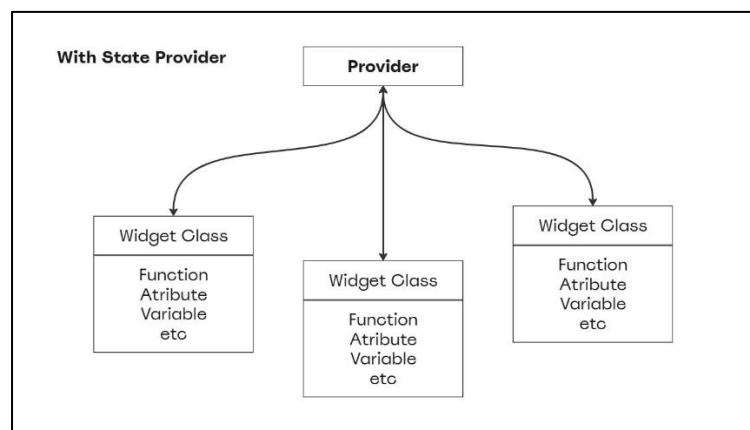 With State Provider
Provider
Widget Class
Function
Atribute
Variable
etc
Widget Class
Function
Atribute
Variable
etc
Widget Class
Function
Atribute
Variable
etc